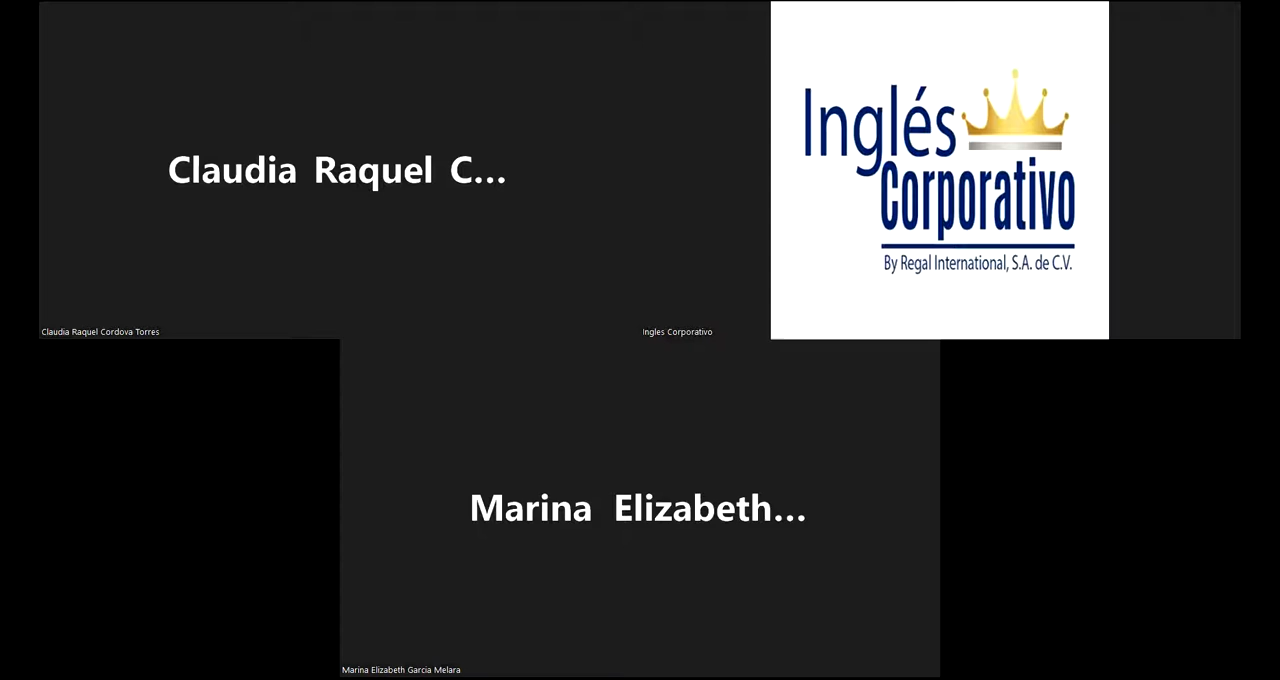 Claudia Raquel C...
Claudia Raquel Cordova Torres
Inglés
Corporativo
By Regal International, S.A. de C.V.
Ingles Corporativo
Marina Elizabeth...
Marina Elizabeth Garcia Melara